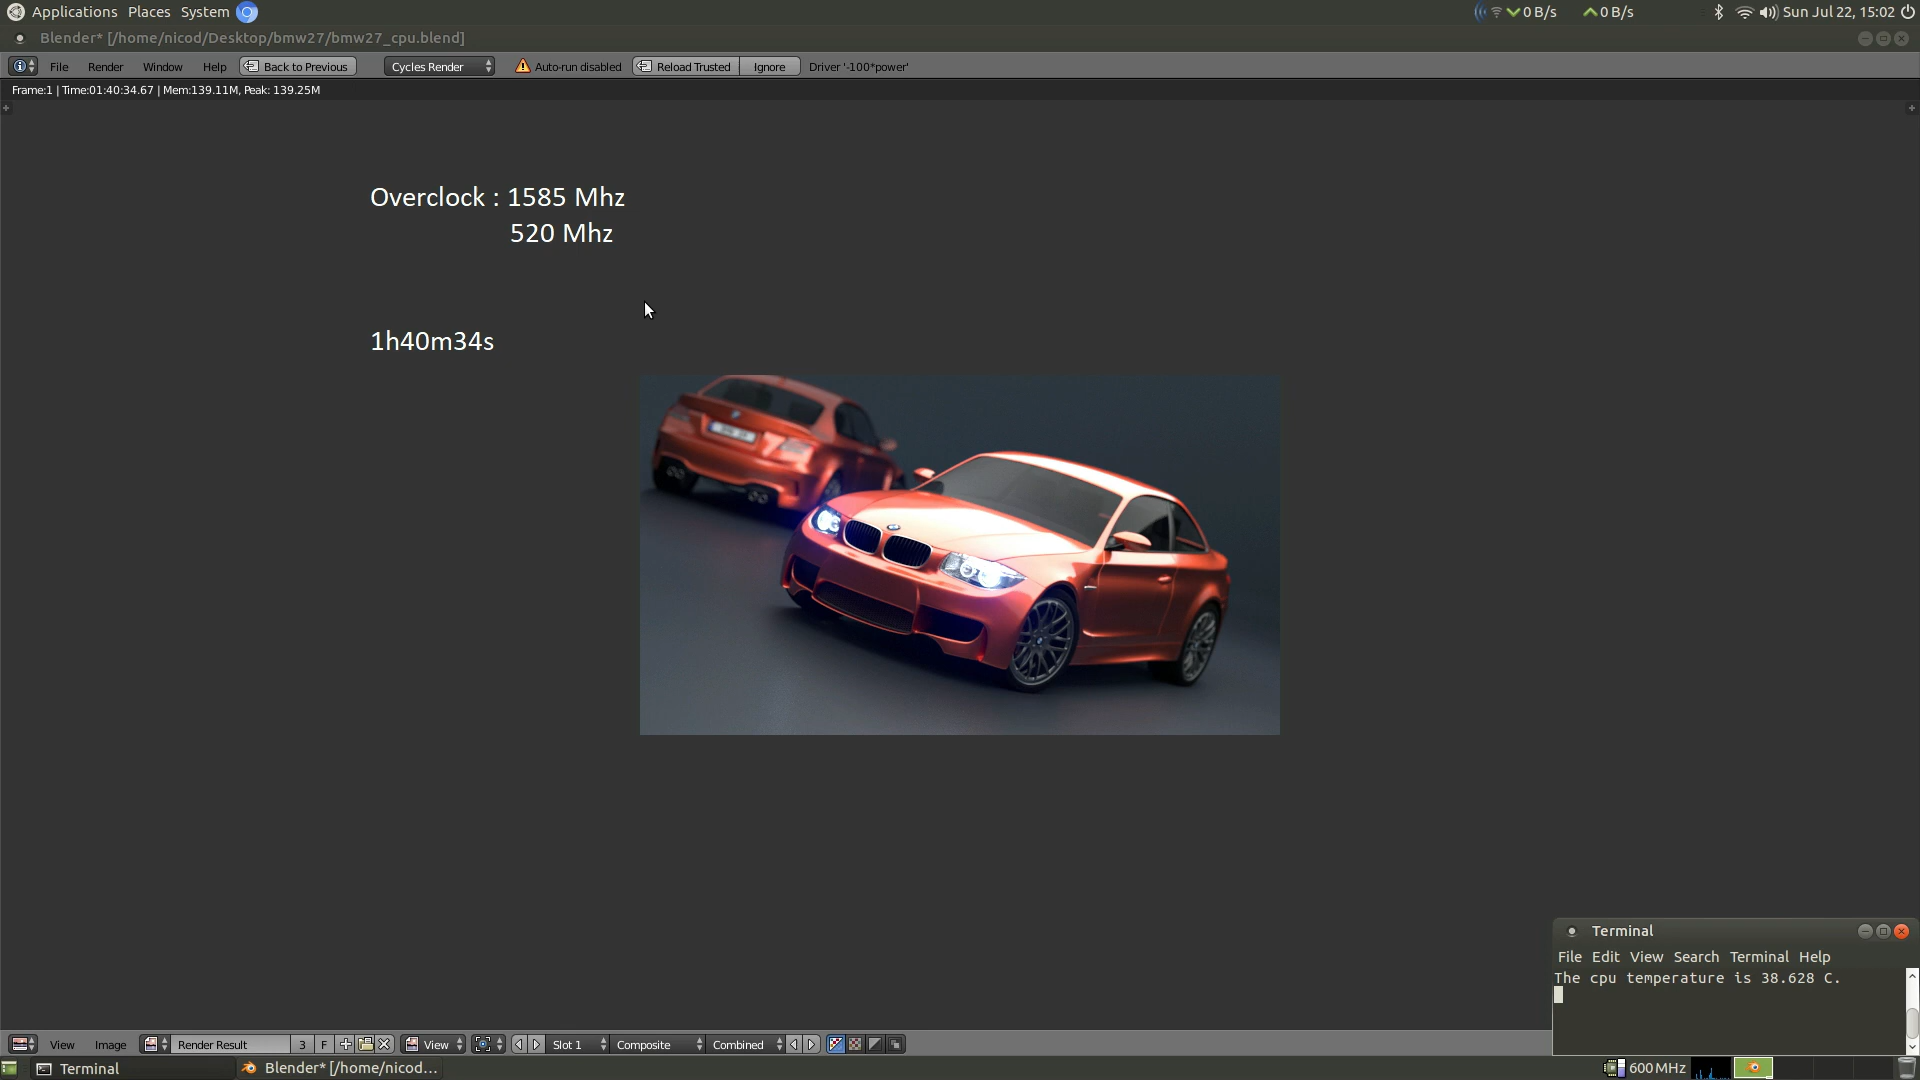 Applications Places System
0 B/s 0 B/s Sun Jul 22, 15:02
Blender* [/home/nicod/Desktop/bmw27/bmw27_cpu.blend]
File Render Window Help Back to Previous Cycles Render Auto-run disabled Reload Trusted Ignore Driver '-100*power'
Frame:1 | Time:01:40:34.67 | Mem:139.11M, Peak: 139.25M
Overclock : 1585 Mhz
520 Mhz
1h40m34s
Terminal
File Edit View Search Terminal Help
The cpu temperature is 38.628 C.
View Image Render Result 3 F View Slot 1 Composite Combined
Terminal Blender* [/home/nicod... 600 MHz